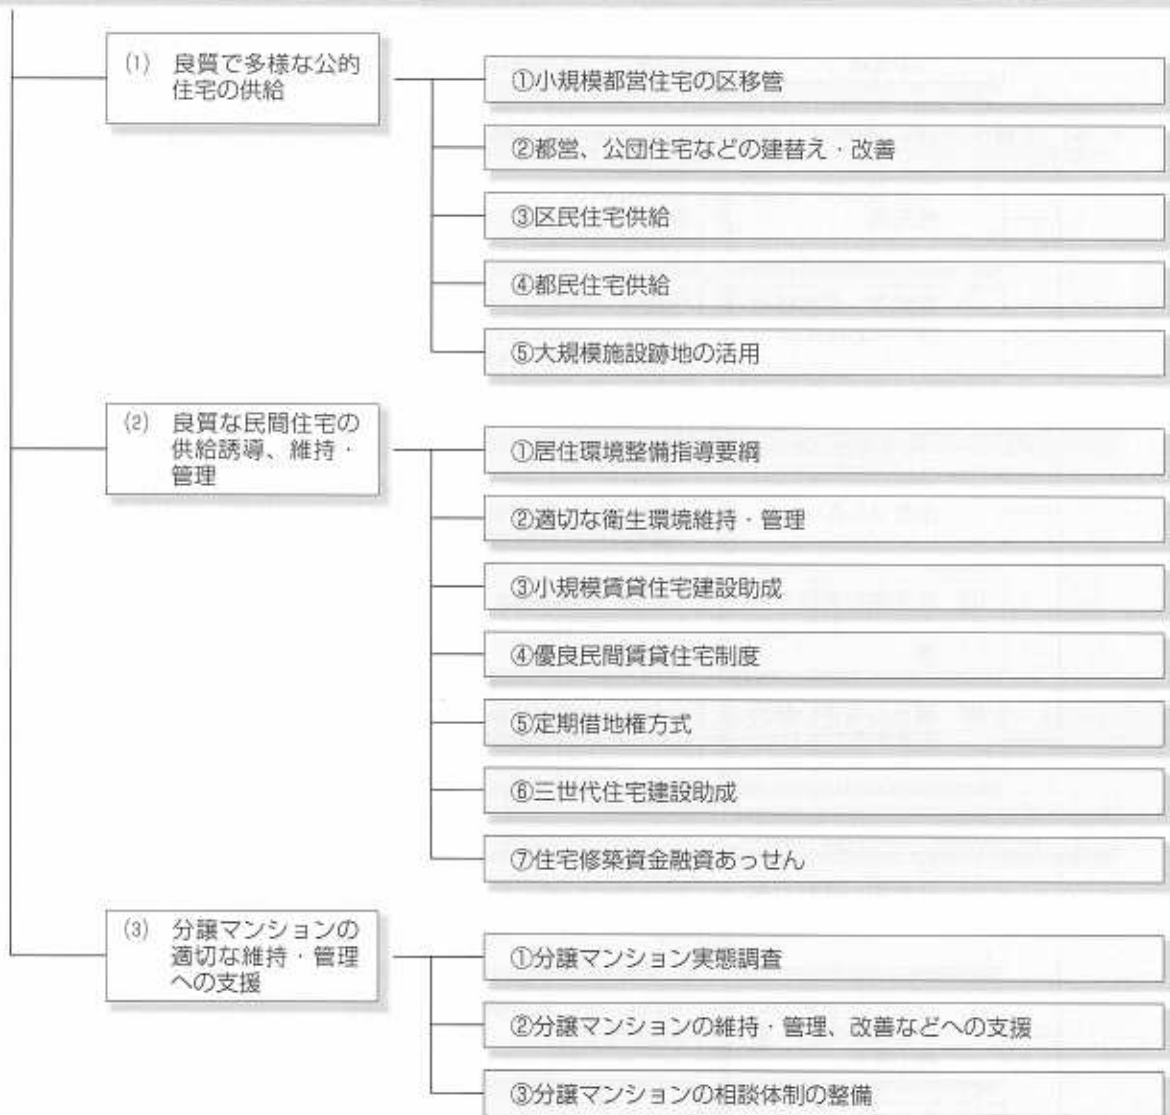 (1) 良質で多様な公的
住宅の供給
①小規模都営住宅の区移管
②都営、公団住宅などの建替え・改善
③区民住宅供給
④都民住宅供給
⑤大規模施設跡地の活用
(2) 良質な民間住宅の
供給誘導、維持・
管理
①居住環境整備指導要綱
②適切な衛生環境維持・管理
③小規模賃貸住宅建設助成
④優良民間賃貸住宅制度
⑤定期借地権方式
⑥三世代住宅建設助成
⑦住宅修築資金融資あっせん
(3) 分譲マンションの
適切な維持・管理
への支援
①分譲マンション実態調査
②分譲マンションの維持・管理、改善などへの支援
③分譲マンションの相談体制の整備